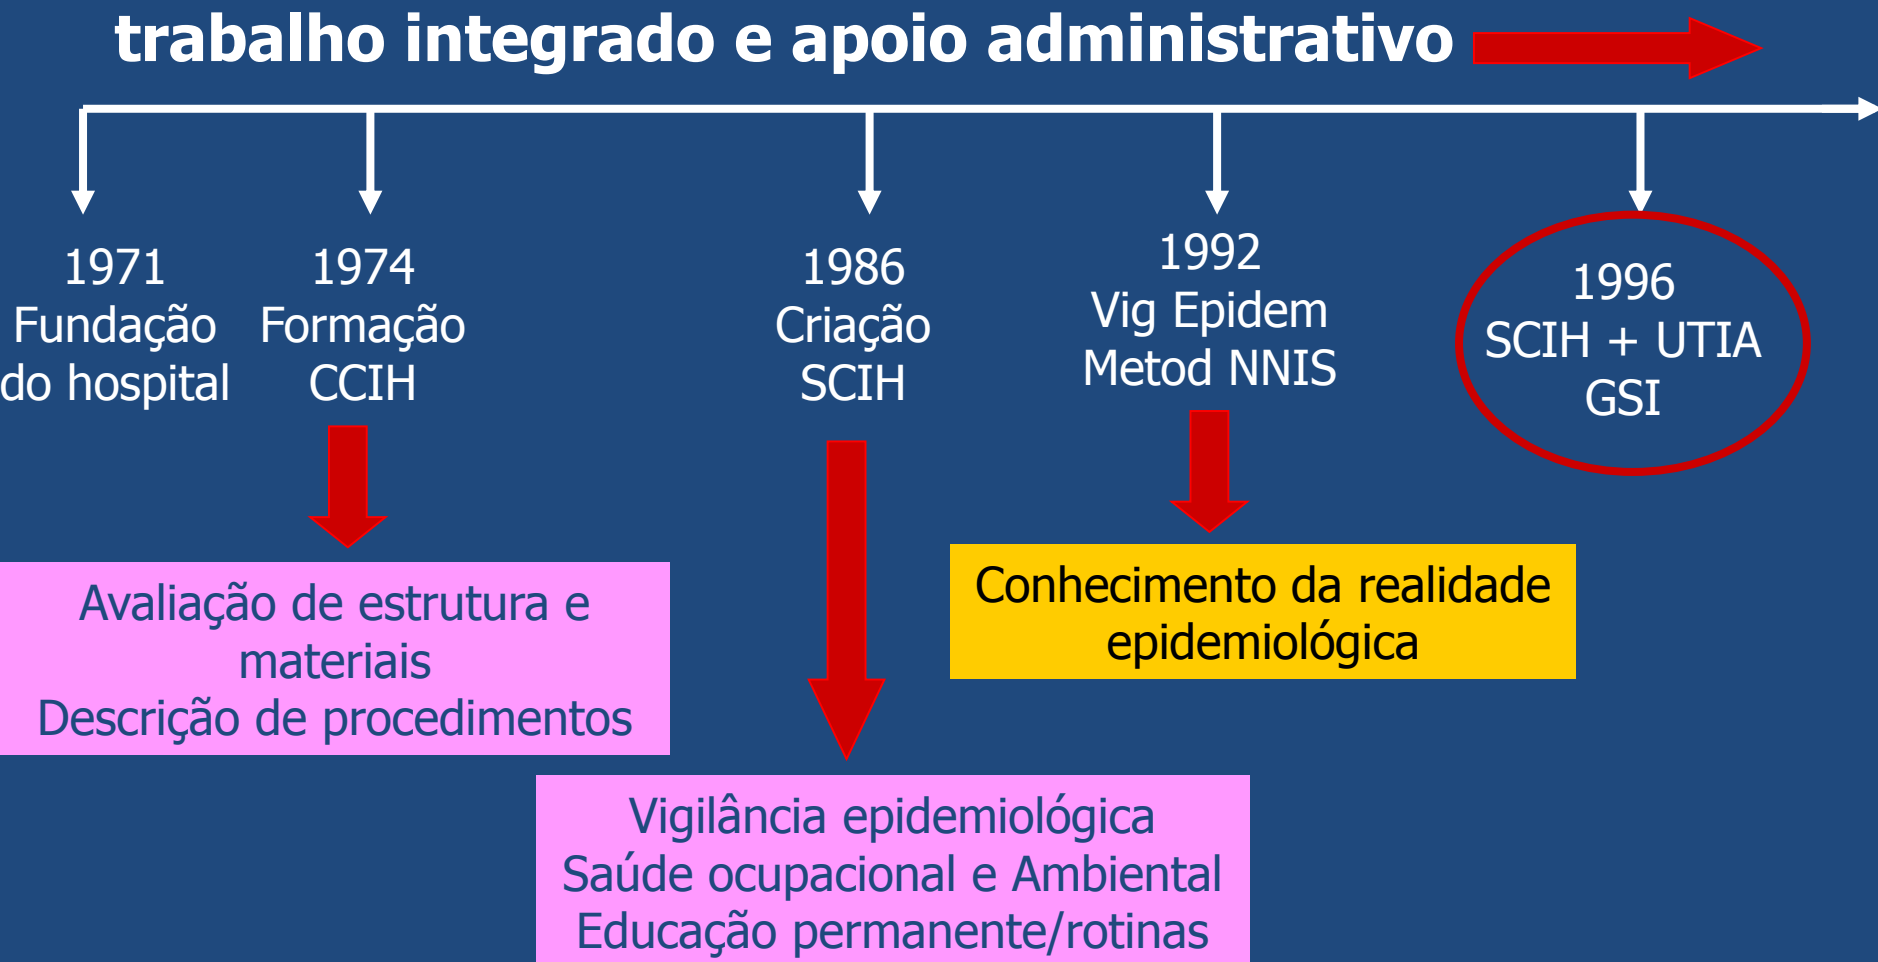 trabalho integrado e apoio administrativo
1971
Fundação
do hospital
1974
Formação
CCIH
1986
Criação
SCIH
1992
Vig Epidem
Metod NNIS
1996
SCIH + UTIA
GSI
Avaliação de estrutura e
materiais
Descrição de procedimentos
Conhecimento da realidade
epidemiológica
Vigilância epidemiológica
Saúde ocupacional e Ambiental
Educação permanente/rotinas